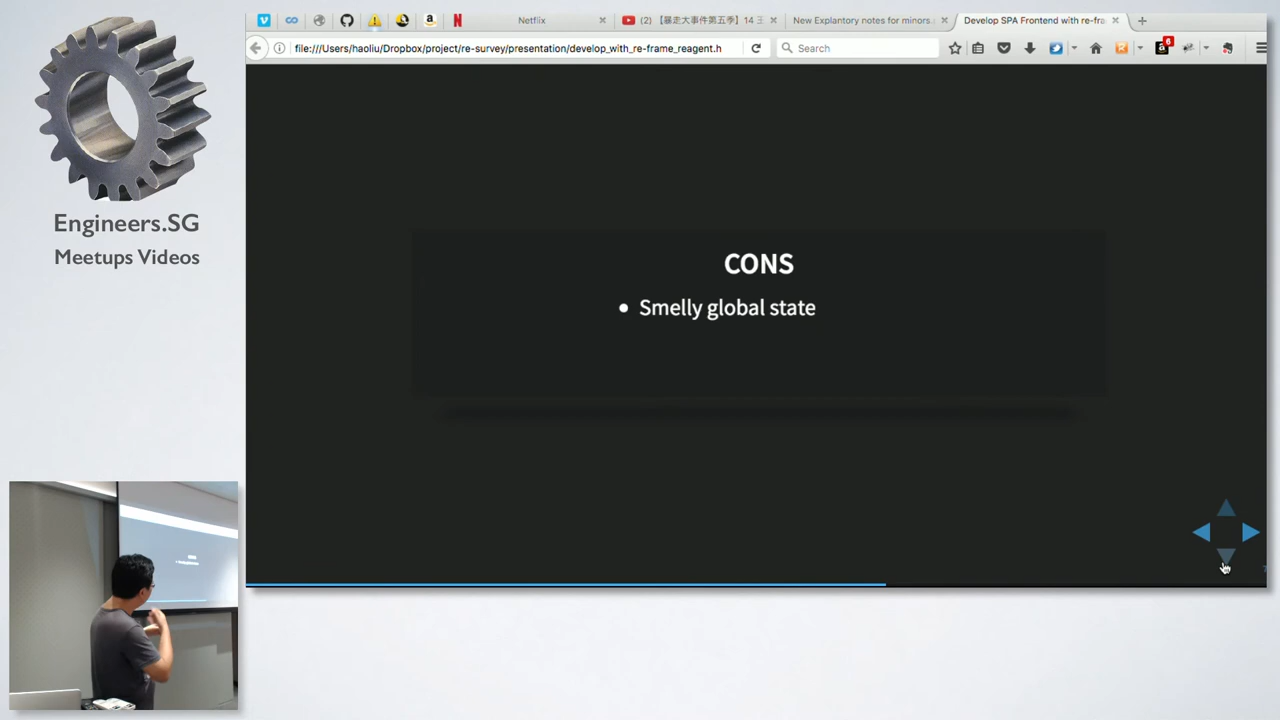 Netflix
(2) 【暴走大事件第五季】14 王
New Explantory notes for minors.
Develop SPA Frontend with re-fra
file:///Users/haoliu/Dropbox/project/re-survey/presentation/develop_with_re-frame_reagent.h
Search
6
Engineers.SG
Meetups Videos
CONS
Smelly global state